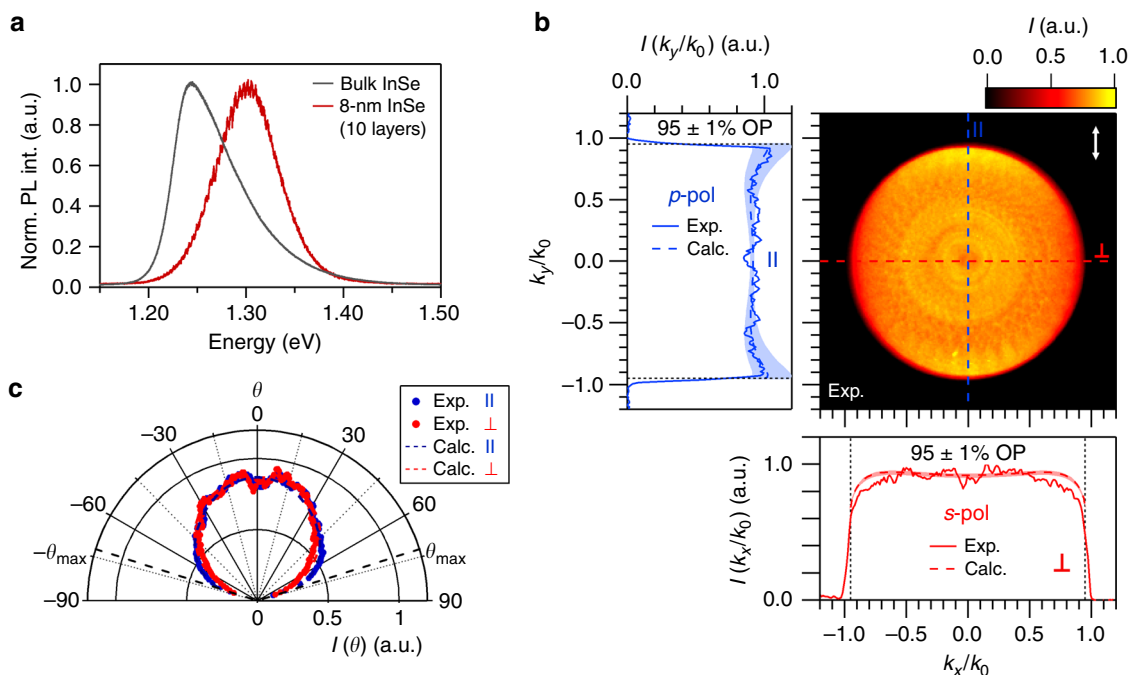 a
Norm. PL int. (a.u.)
1.0
0.8
0.6
0.4
0.2
0.0
Bulk InSe
8-nm InSe
(10 layers)
1.20
1.30
1.40
1.50
Energy (eV)
b
I (ky/k0) (a.u.)
0.0
1.0
95 ± 1% OP
1.0
0.5
0.0
−0.5
−1.0
ky/k0
p-pol
Exp.
Calc.
||
I (a.u.)
0.0
0.5
1.0
||
⊥
Exp.
95 ± 1% OP
1.0
0.0
I (kx/k0) (a.u.)
s-pol
Exp.
Calc.
⊥
−1.0
−0.5
0.0
0.5
1.0
kx/k0
c
θ
0
−30
30
−60
60
−θmax
θmax
−90
90
0
0.5
1
I (θ) (a.u.)
Exp. ||
Exp. ⊥
Calc. ||
Calc. ⊥